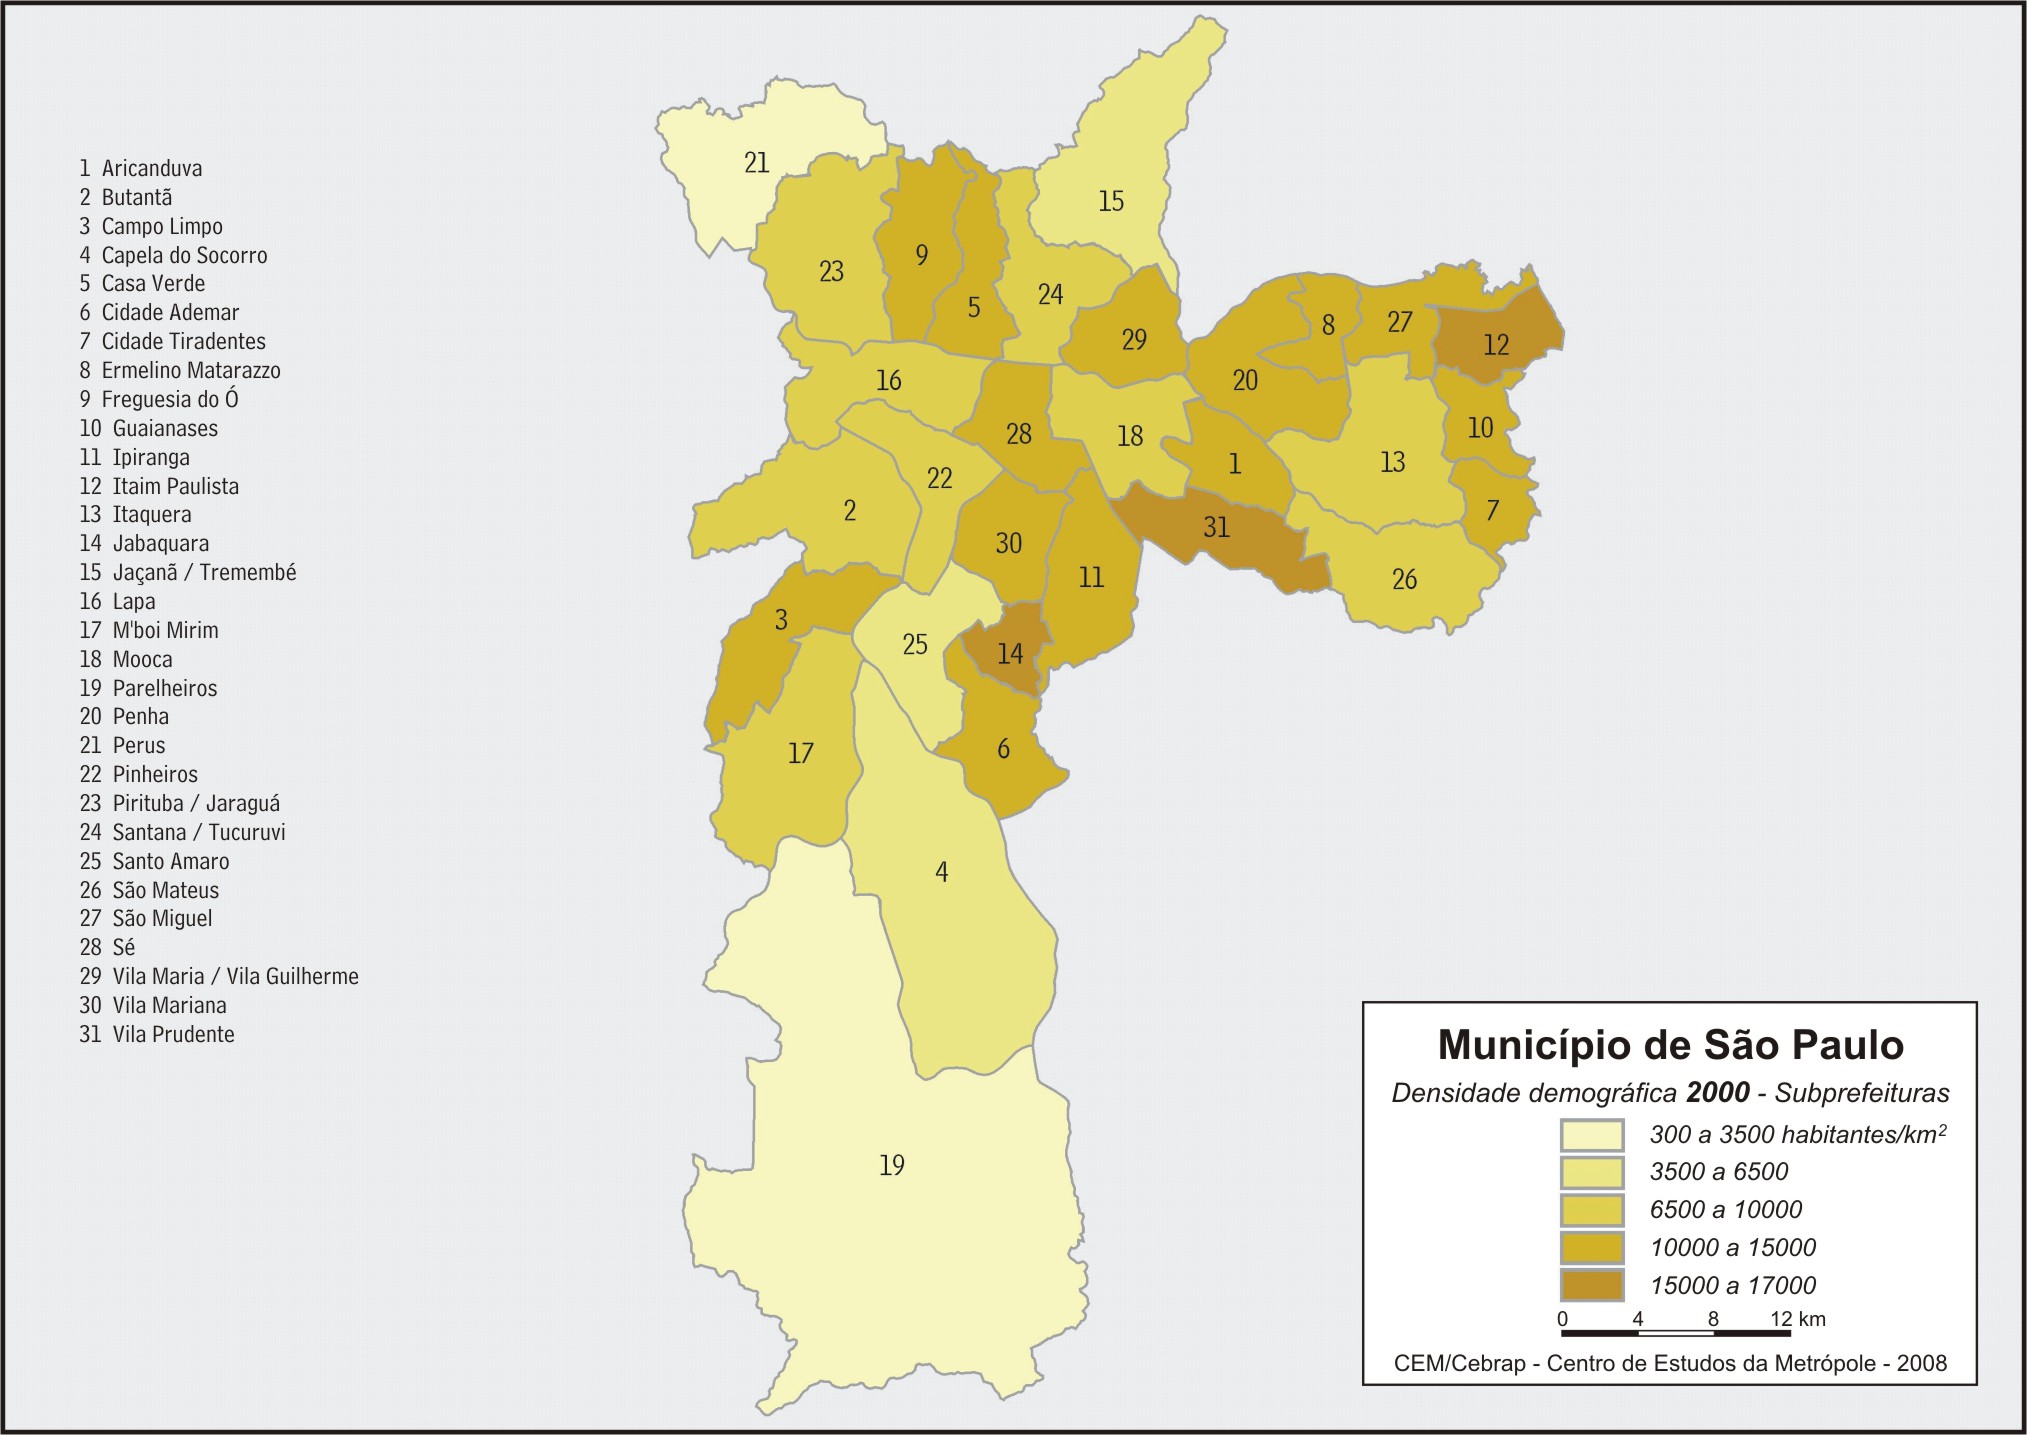 1 Aricanduva
2 Butantã
3 Campo Limpo
4 Capela do Socorro
5 Casa Verde
6 Cidade Ademar
7 Cidade Tiradentes
8 Ermelino Matarazzo
9 Freguesia do Ó
10 Guaianases
11 Ipiranga
12 Itaim Paulista
13 Itaquera
14 Jabaquara
15 Jaçanã / Tremembé
16 Lapa
17 M'boi Mirim
18 Mooca
19 Parelheiros
20 Penha
21 Perus
22 Pinheiros
23 Pirituba / Jaraguá
24 Santana / Tucuruvi
25 Santo Amaro
26 São Mateus
27 São Miguel
28 Sé
29 Vila Maria / Vila Guilherme
30 Vila Mariana
31 Vila Prudente
21
15
23
9
5
24
29
8
27
12
16
20
28
18
1
13
10
22
2
30
31
7
11
26
3
25
14
17
6
4
19
Município de São Paulo
Densidade demográfica 2000 - Subprefeituras
300 a 3500 habitantes/km²
3500 a 6500
6500 a 10000
10000 a 15000
15000 a 17000
0 4 8 12 km
CEM/Cebrap - Centro de Estudos da Metrópole - 2008